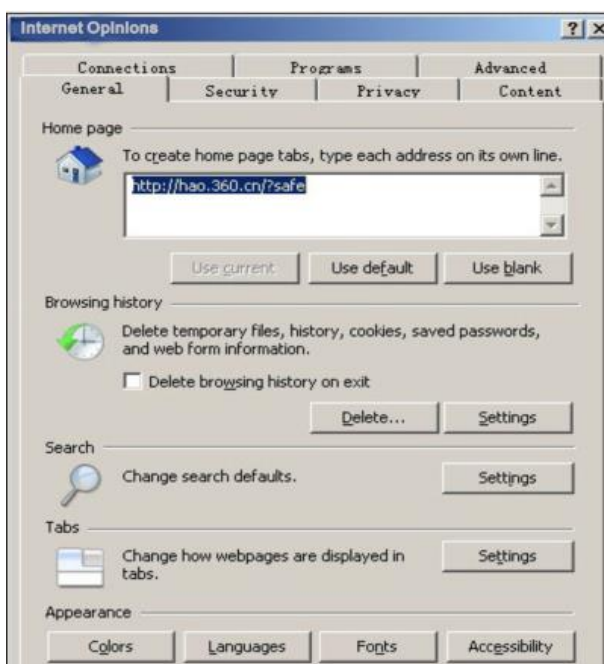 Internet Opinions
Connections Programs Advanced
General Security Privacy Content
Home page
To create home page tabs, type each address on its own line.
http://hao.360.cn/?safe
Use current Use default Use blank
Browsing history
Delete temporary files, history, cookies, saved passwords,
and web form information.
Delete browsing history on exit
Delete... Settings
Search
Change search defaults. Settings
Tabs
Change how webpages are displayed in
tabs.
Settings
Appearance
Colors Languages Fonts Accessibility